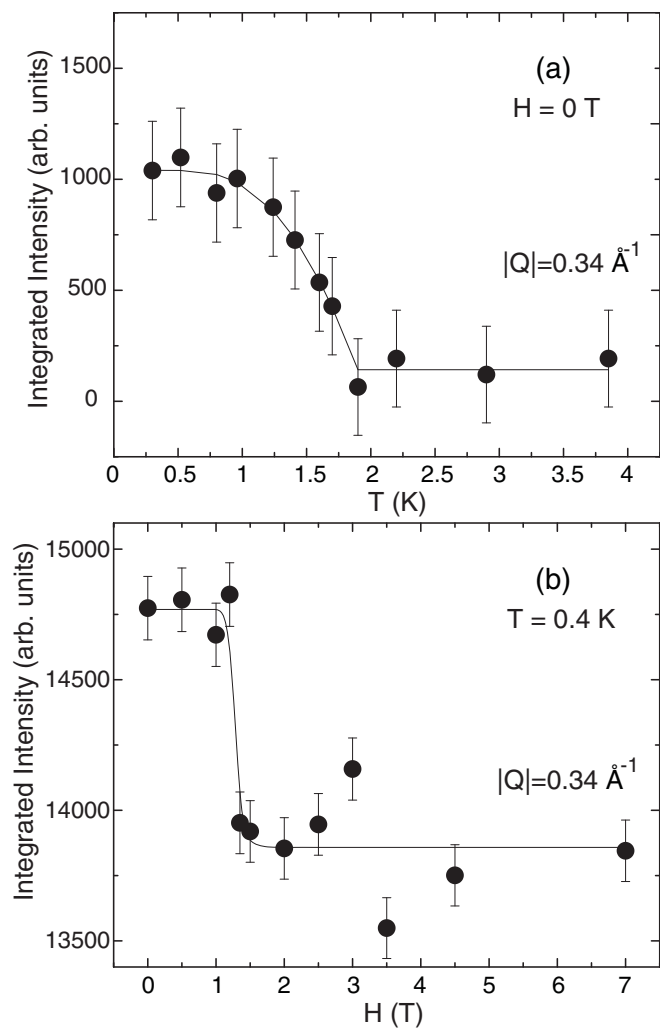 1500
1000
500
0
Integrated Intensity (arb. units)
(a)
H = 0 T
|Q|=0.34 Å-1
0 0.5 1 1.5 2 2.5 3 3.5 4
T (K)
15000
14500
14000
13500
Integrated Intensity (arb. units)
(b)
T = 0.4 K
|Q|=0.34 Å-1
0 1 2 3 4 5 6 7
H (T)